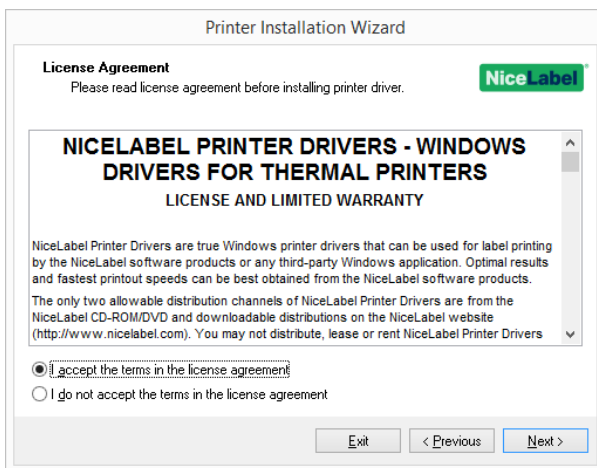 Printer Installation Wizard
License Agreement
Please read license agreement before installing printer driver.
NiceLabel
NICELABEL PRINTER DRIVERS - WINDOWS
DRIVERS FOR THERMAL PRINTERS
LICENSE AND LIMITED WARRANTY
NiceLabel Printer Drivers are true Windows printer drivers that can be used for label printing
by the NiceLabel software products or any third-party Windows application. Optimal results
and fastest printout speeds can be best obtained from the NiceLabel software products.
The only two allowable distribution channels of NiceLabel Printer Drivers are from the
NiceLabel CD-ROM/DVD and downloadable distributions on the NiceLabel website
(http://www.nicelabel.com). You may not distribute, lease or rent NiceLabel Printer Drivers
I accept the terms in the license agreement
I do not accept the terms in the license agreement
Exit
< Previous
Next >